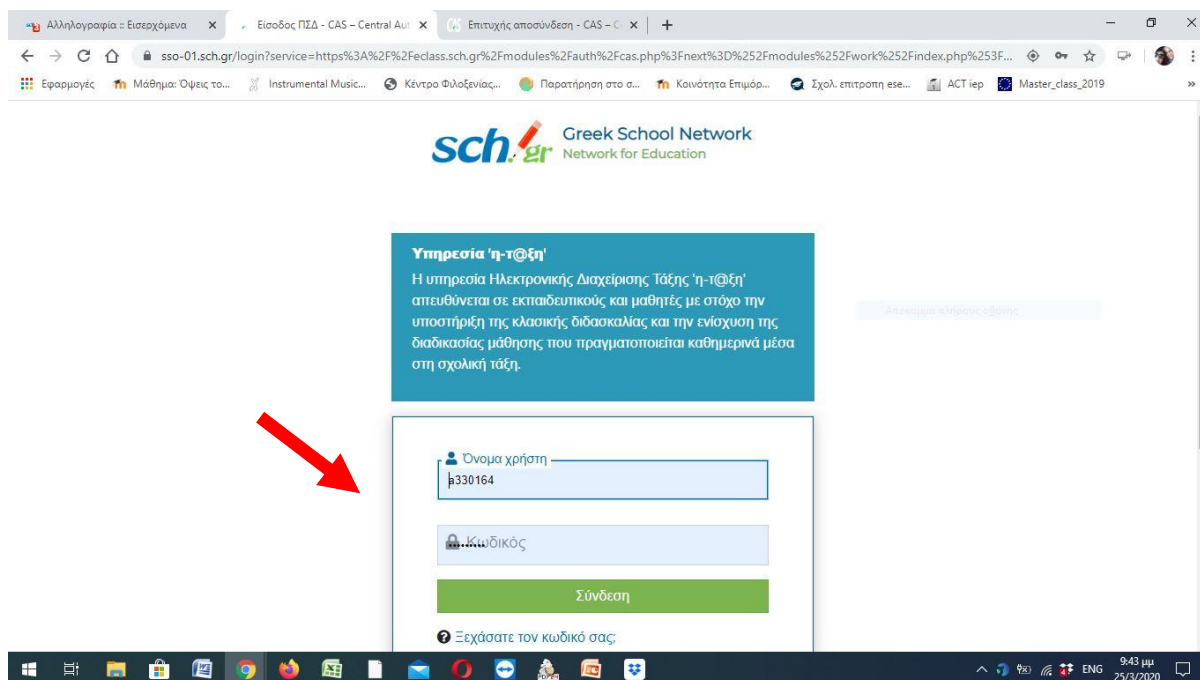 Αλληλογραφία :: Εισερχόμενα
Είσοδος ΠΣΔ - CAS – Central Aut
Επιτυχής αποσύνδεση - CAS – C
sso-01.sch.gr/login?service=https%3A%2F%2Feclass.sch.gr%2Fmodules%2Fauth%2Fcas.php%3Fnext%3D%252Fmodules%252Fwork%252Findex.php%253F...
Εφαρμογές
Μάθημα: Όψεις το...
Instrumental Music...
Κέντρο Φιλοξενίας...
Παρατήρηση στο σ...
Κοινότητα Επιμόρ...
Σχολ. επιτροπη ese...
ACT iep
Master_class_2019
sch.gr
Greek School Network
Network for Education
Υπηρεσία 'η-τ@ξη'
Η υπηρεσία Ηλεκτρονικής Διαχείρισης Τάξης 'η-τ@ξη'
απευθύνεται σε εκπαιδευτικούς και μαθητές με στόχο την
υποστήριξη της κλασικής διδασκαλίας και την ενίσχυση της
διαδικασίας μάθησης που πραγματοποιείται καθημερινά μέσα
στη σχολική τάξη.
Απόκομμα πλήρους οθόνης
Όνομα χρήστη
a330164
Κωδικός
Σύνδεση
Ξεχάσατε τον κωδικό σας;
ENG
9:43 μμ
25/3/2020